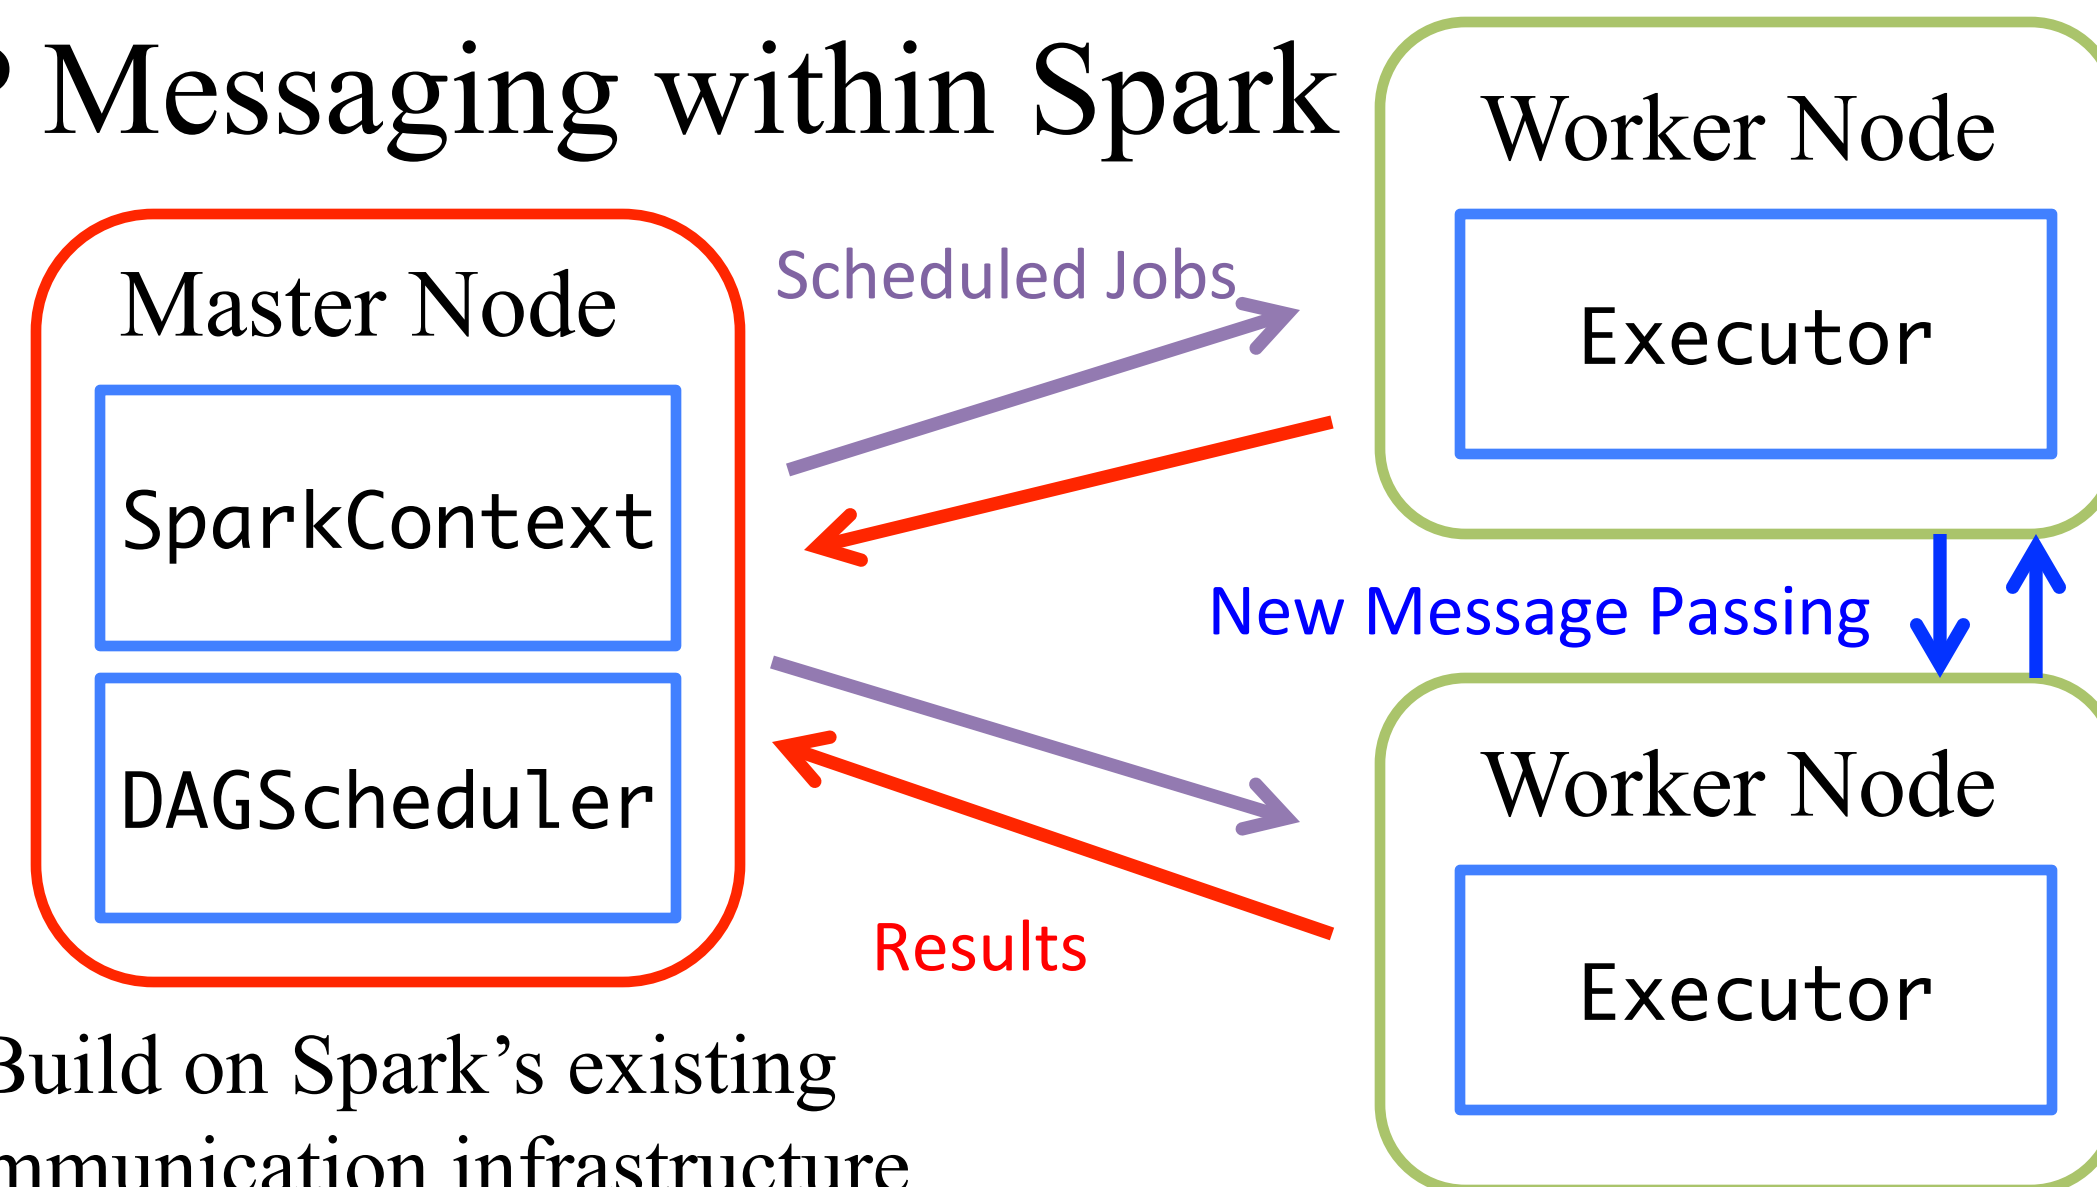 Messaging within Spark
Master Node
SparkContext
DAGScheduler
Scheduled Jobs
Results
New Message Passing
Worker Node
Executor
Worker Node
Executor
Build on Spark’s existing
infrastructure